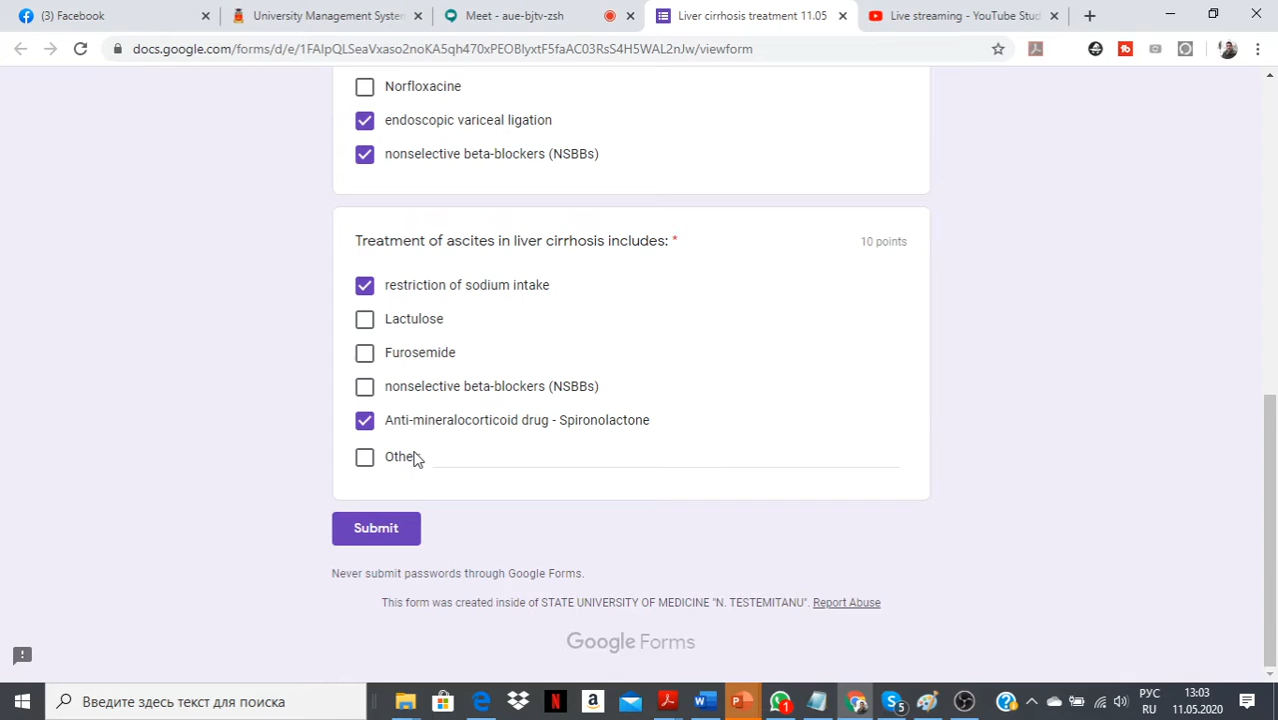 (3) Facebook
University Management Syste
Meet - aue-bjtv-zsh
Liver cirrhosis treatment 11.05
Live streaming - YouTube Stud
docs.google.com/forms/d/e/1FAIpQLSeaVxaso2noKA5qh470xPEOBlyxtF5faAC03RsS4H5WAL2nJw/viewform
Norfloxacine
endoscopic variceal ligation
nonselective beta-blockers (NSBBs)
Treatment of ascites in liver cirrhosis includes: *
10 points
restriction of sodium intake
Lactulose
Furosemide
nonselective beta-blockers (NSBBs)
Anti-mineralocorticoid drug - Spironolactone
Othe
Submit
Never submit passwords through Google Forms.
This form was created inside of STATE UNIVERSITY OF MEDICINE "N. TESTEMITANU". Report Abuse
Google Forms
Введите здесь текст для поиска
РУС
RU
13:03
11.05.2020